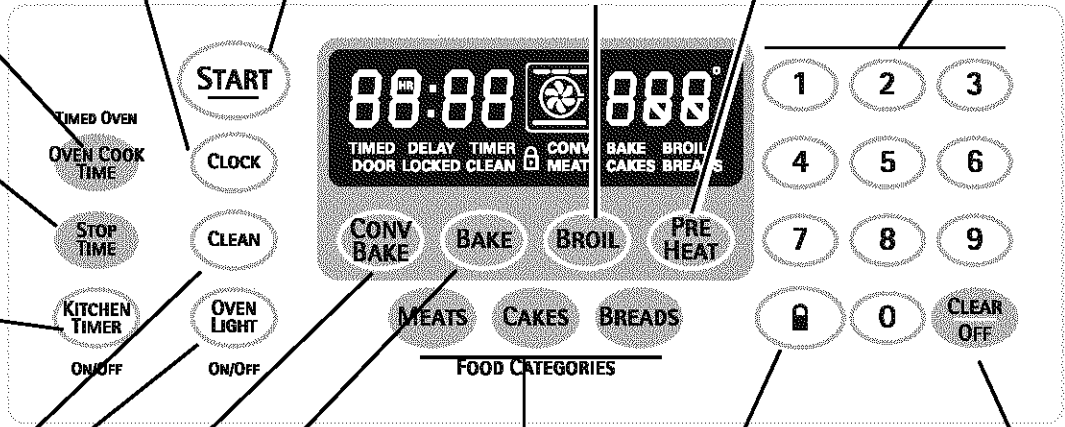 START
TIMED OVEN
OVEN COOK
TIME
CLOCK
STOP
TIME
CLEAN
KITCHEN
TIMER
ON/OFF
OVEN
LIGHT
ON/OFF
88:88 888°
HR
TIMED DELAY TIMER CONV BAKE BROIL
DOOR LOCKED CLEAN MEATS CAKES BREADS
CONV
BAKE
BAKE
BROIL
PRE
HEAT
MEATS CAKES BREADS
FOOD CATEGORIES
1 2 3
4 5 6
7 8 9
0
CLEAR
OFF